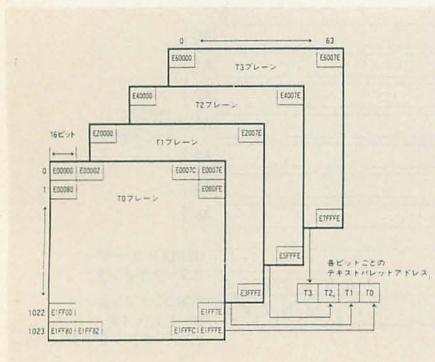 0 63
T3プレーン
E60000 E6007E
T2プレーン
E40000 E4007E
T1プレーン
E20000 E2007E
16ビット
0 E00000 E00002 E0007C E0007E
1 E00080 E000FE
T0プレーン
E7FFFE
E5FFFE
各ビットごとの
テキストパレットアドレス
E3FFFE
T3 T2 T1 T0
1022 E1FF00 E1FF7E
1023 E1FF80 E1FF82 E1FFFC E1FFFE